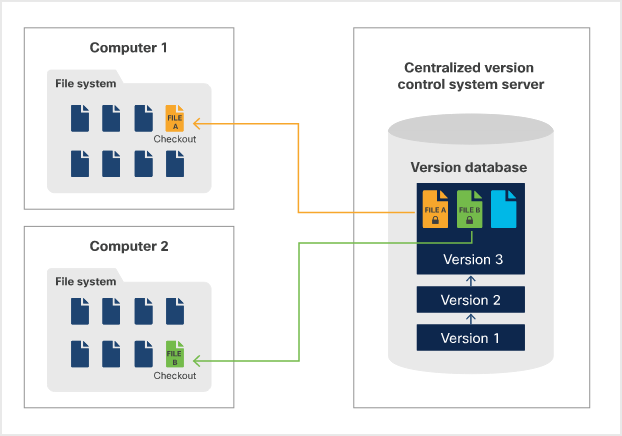 Computer 1
File system
FILE
A
Checkout
Computer 2
File system
FILE
B
Checkout
Centralized version
control system server
Version database
FILE A
FILE B
Version 3
Version 2
Version 1